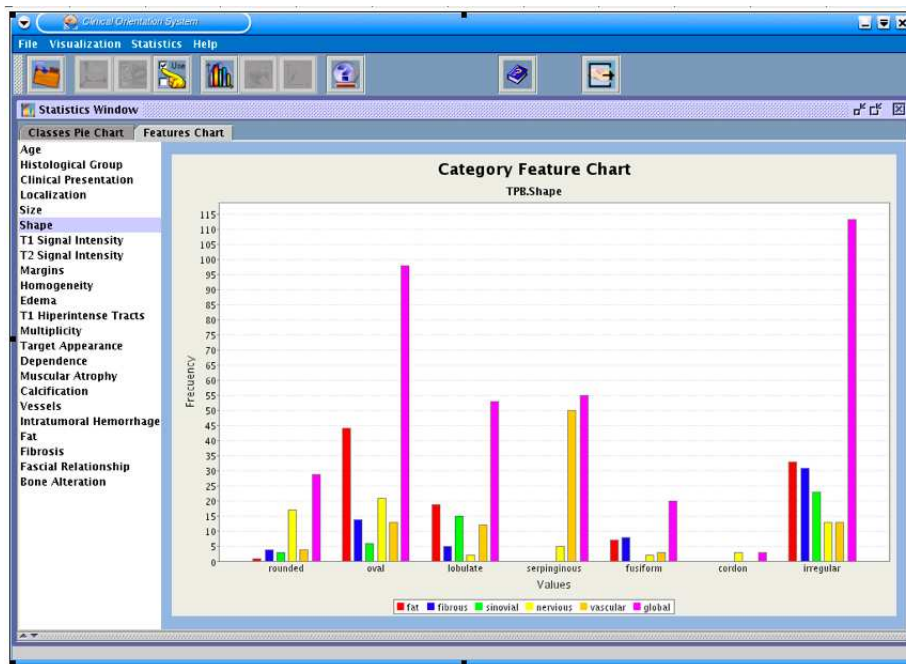 Clinical Orientation System
File Visualization Statistics Help
Use
Statistics Window
Classes Pie Chart Features Chart
Age
Histological Group
Clinical Presentation
Localization
Size
Shape
T1 Signal Intensity
T2 Signal Intensity
Margins
Homogeneity
Edema
T1 Hiperintense Tracts
Multiplicity
Target Appearance
Dependence
Muscular Atrophy
Calcification
Vessels
Intratumoral Hemorrhage
Fat
Fibrosis
Fascial Relationship
Bone Alteration
Category Feature Chart
TPB.Shape
115
110
105
100
95
90
85
80
75
70
65
60
55
50
45
40
35
30
25
20
15
10
5
0
Frecuency
rounded oval lobulate serpinginous fusiform cordon irregular
Values
fat fibrous sinovial nervious vascular global